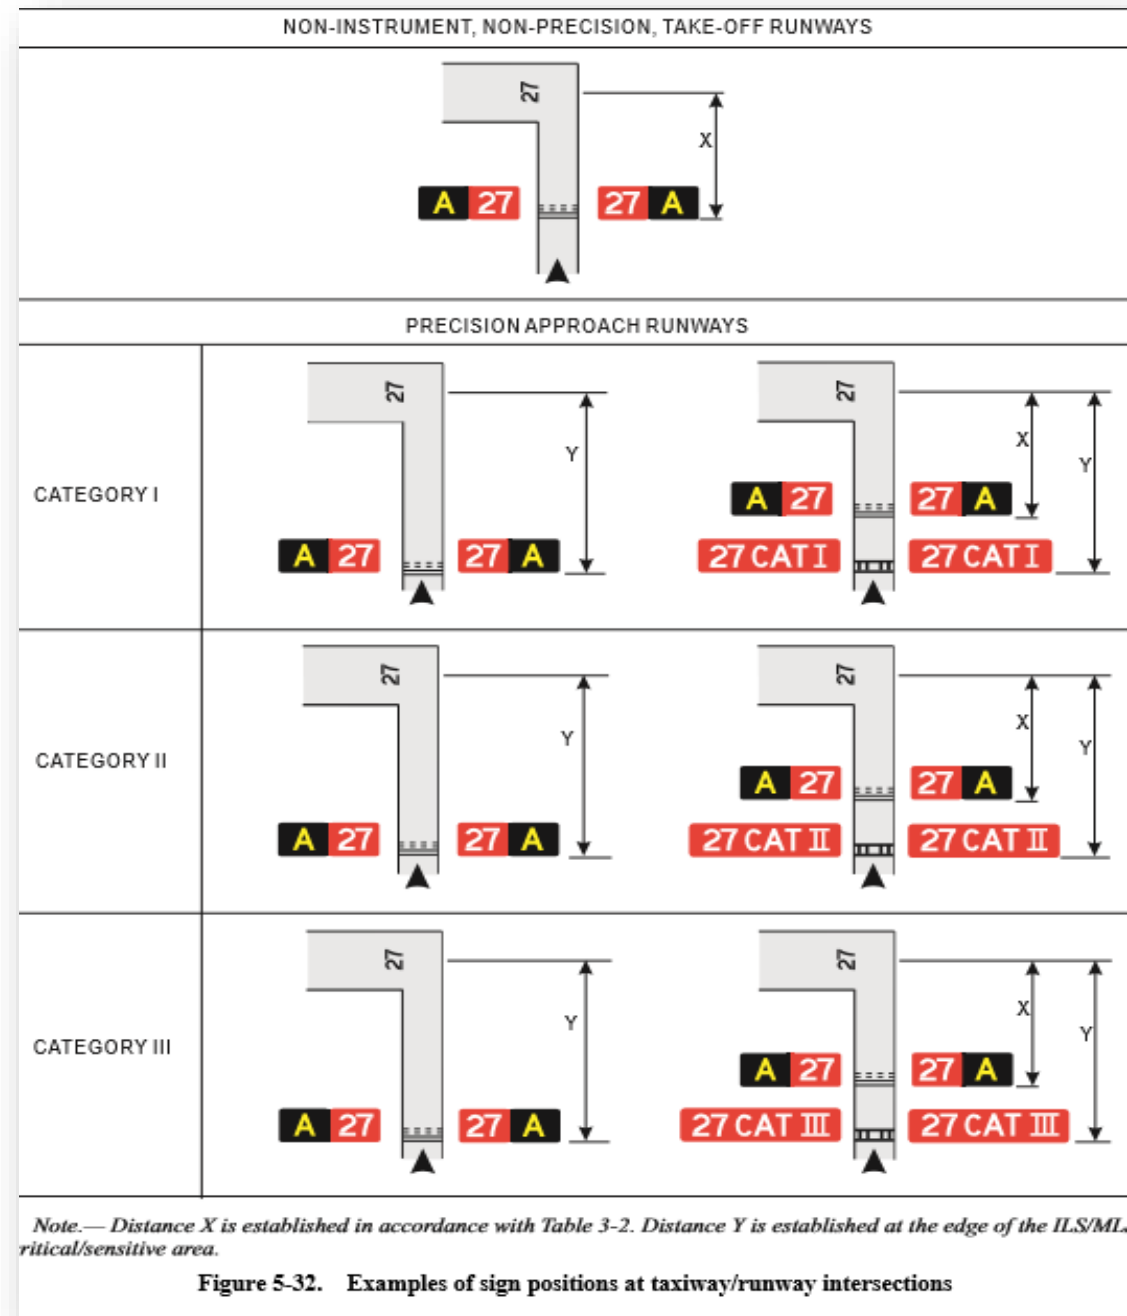 NON-INSTRUMENT, NON-PRECISION, TAKE-OFF RUNWAYS
27
X
A 27 27 A
PRECISION APPROACH RUNWAYS
27 27
Y X Y
CATEGORY I
A 27 27 A
A 27 27 A 27 CAT I 27 CAT I
27 27
Y X Y
CATEGORY II
A 27 27 A
A 27 27 A 27 CAT II 27 CAT II
27 27
Y X Y
CATEGORY III
A 27 27 A
A 27 27 A 27 CAT III 27 CAT III
Note.— Distance X is established in accordance with Table 3-2. Distance Y is established at the edge of the ILS/ML
ritical/sensitive area.
Figure 5-32. Examples of sign positions at taxiway/runway intersections